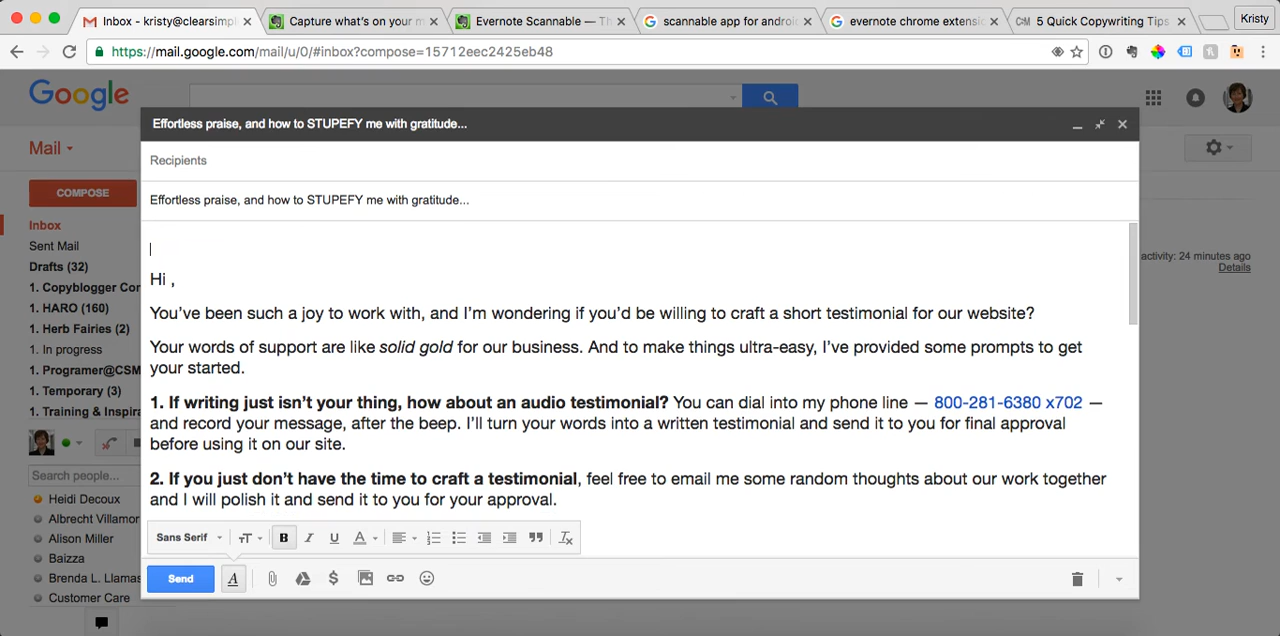 Inbox - kristy@clearsimpl
Capture what's on your m
Evernote Scannable — Th
scannable app for android
evernote chrome extensio
5 Quick Copywriting Tips
Kristy
https://mail.google.com/mail/u/0/#inbox?compose=15712eec2425eb48
Google
Mail
COMPOSE
Inbox
Sent Mail
Drafts (32)
1. Copyblogger Cor
1. HARO (160)
1. Herb Fairies (2)
1. In progress
1. Programer@CSM
1. Temporary (3)
1. Training & Inspira
Search people...
Heidi Decoux
Albrecht Villamor
Alison Miller
Baizza
Brenda L. Llamas
Customer Care
activity: 24 minutes ago
Details
Effortless praise, and how to STUPEFY me with gratitude...
Recipients
Effortless praise, and how to STUPEFY me with gratitude...
Hi ,
You've been such a joy to work with, and I'm wondering if you'd be willing to craft a short testimonial for our website?
Your words of support are like solid gold for our business. And to make things ultra-easy, I've provided some prompts to get
your started.
1. If writing just isn't your thing, how about an audio testimonial? You can dial into my phone line — 800-281-6380 x702 —
and record your message, after the beep. I'll turn your words into a written testimonial and send it to you for final approval
before using it on our site.
2. If you just don't have the time to craft a testimonial, feel free to email me some random thoughts about our work together
and I will polish it and send it to you for your approval.
Sans Serif
Send